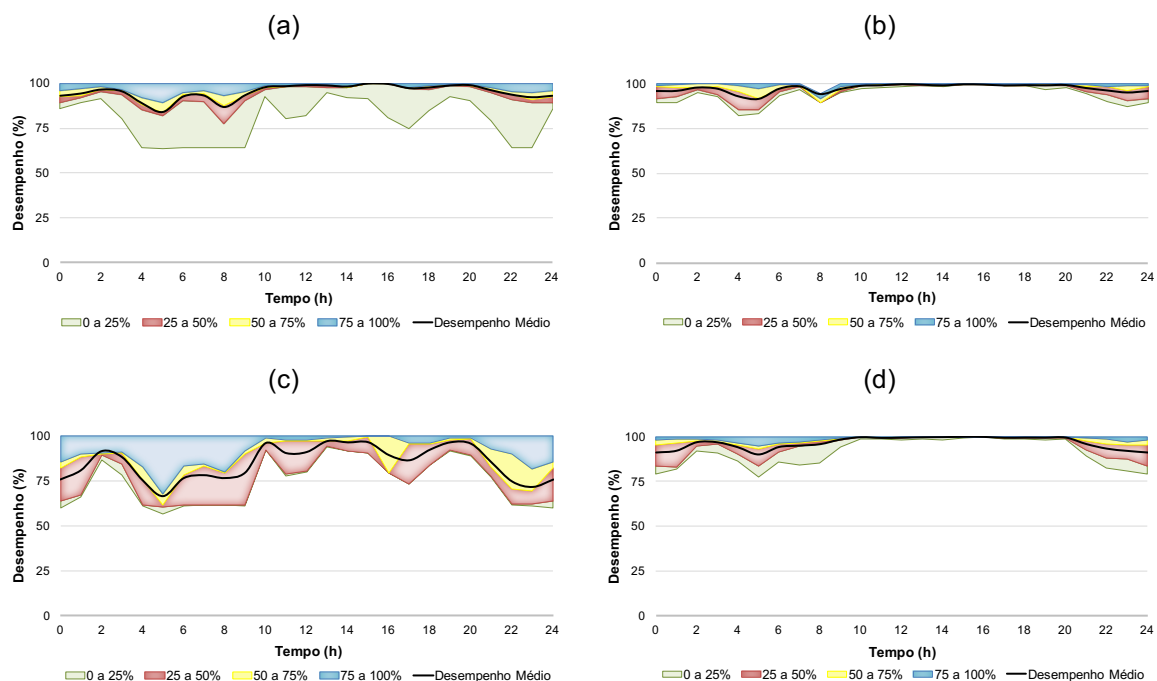 (a)
Desempenho (%)
100
75
50
25
0
0 2 4 6 8 10 12 14 16 18 20 22 24
Tempo (h)
0 a 25% 25 a 50% 50 a 75% 75 a 100% Desempenho Médio
(b)
Desempenho (%)
100
75
50
25
0
0 2 4 6 8 10 12 14 16 18 20 22 24
Tempo (h)
0 a 25% 25 a 50% 50 a 75% 75 a 100% Desempenho Médio
(c)
Desempenho (%)
100
75
50
25
0
0 2 4 6 8 10 12 14 16 18 20 22 24
Tempo (h)
0 a 25% 25 a 50% 50 a 75% 75 a 100% Desempenho Médio
(d)
Desempenho (%)
100
75
50
25
0
0 2 4 6 8 10 12 14 16 18 20 22 24
Tempo (h)
0 a 25% 25 a 50% 50 a 75% 75 a 100% Desempenho Médio